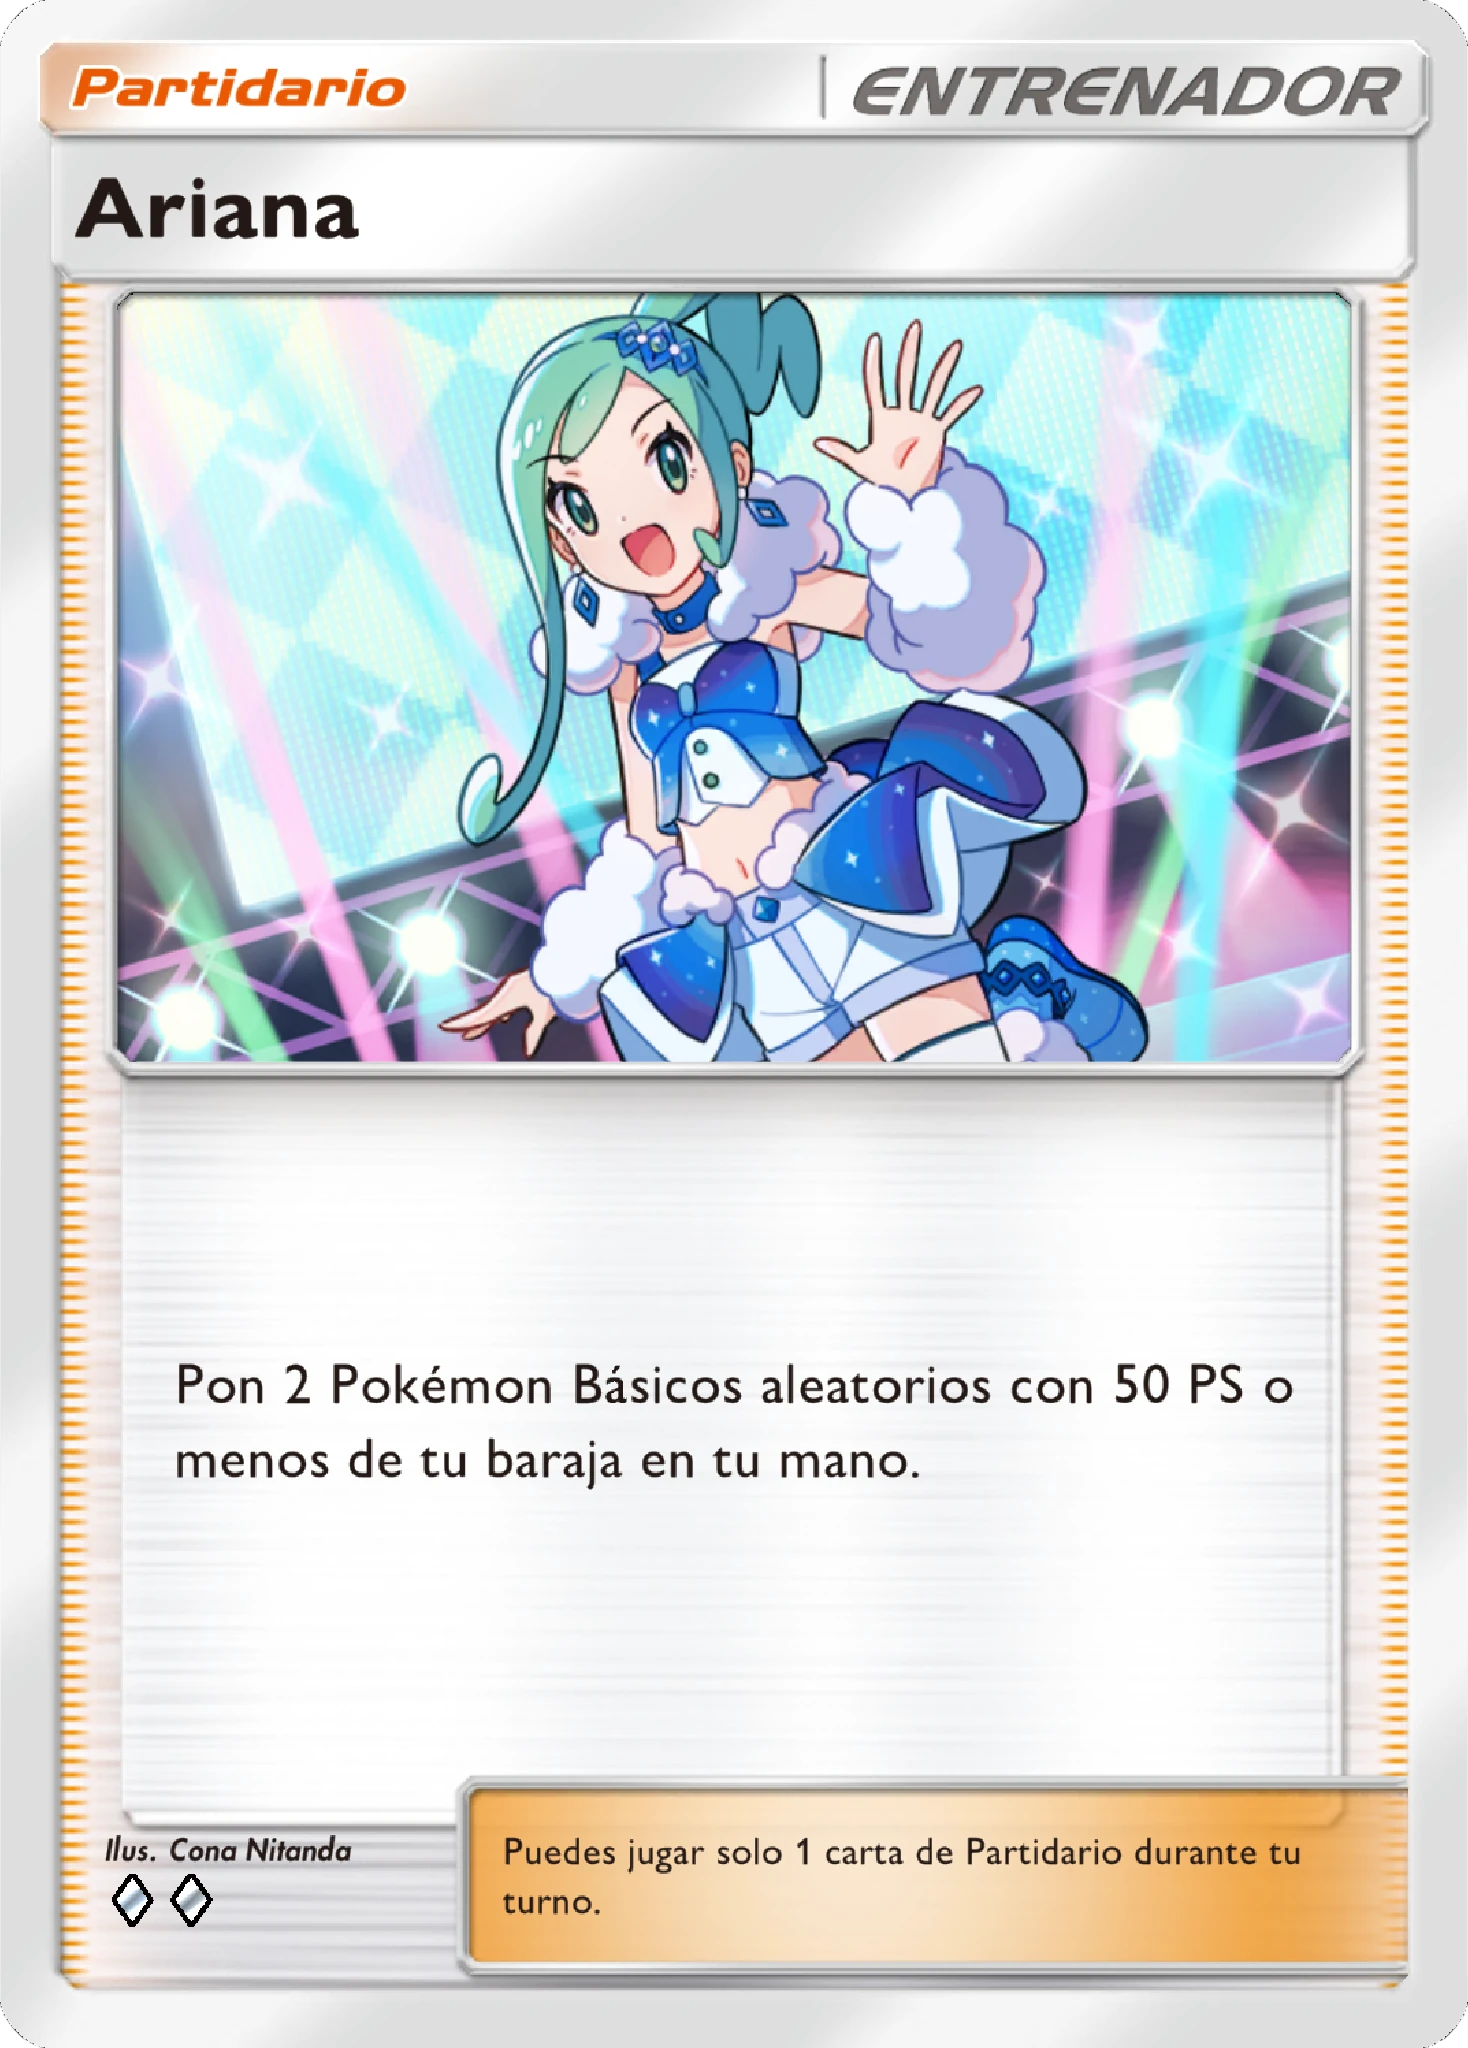 Partidario
ENTRENADOR
Ariana
Pon 2 Pokémon Básicos aleatorios con 50 PS o
menos de tu baraja en tu mano.
Ilus. Cona Nitanda
Puedes jugar solo 1 carta de Partidario durante tu
turno.